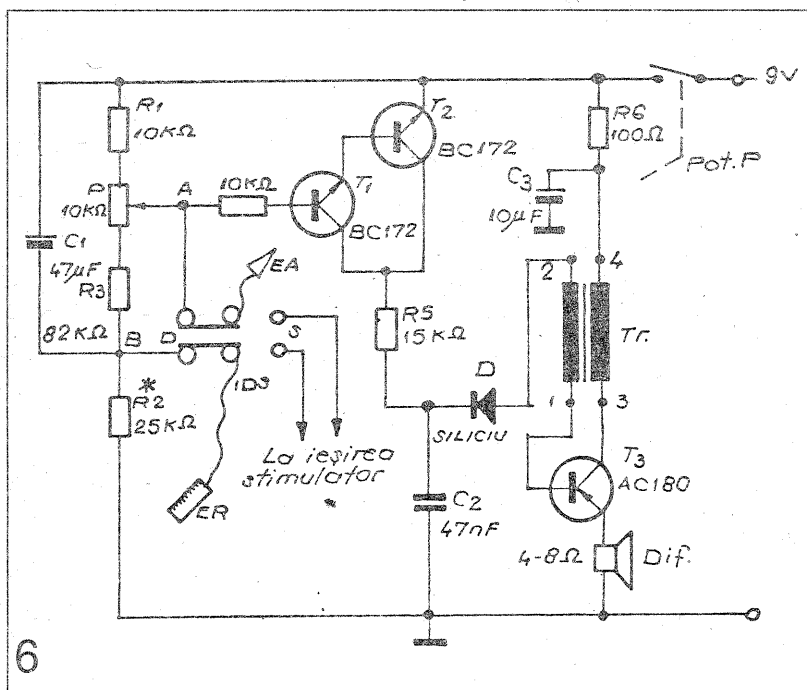 9V
R1
10KΩ
T2
BC172
R6
100Ω
Pot.P
P
10KΩ
A
10KΩ
T1
BC172
C3
10µF
C1
47µF
EA
R3
2
4
82KΩ
B
D
S
R5
15KΩ
D
Tr.
*
R2
25KΩ
IDS
SILICIU
1
3
La ieșirea
stimulator
T3
AC180
ER
C2
47nF
4-8Ω
Dif.
6